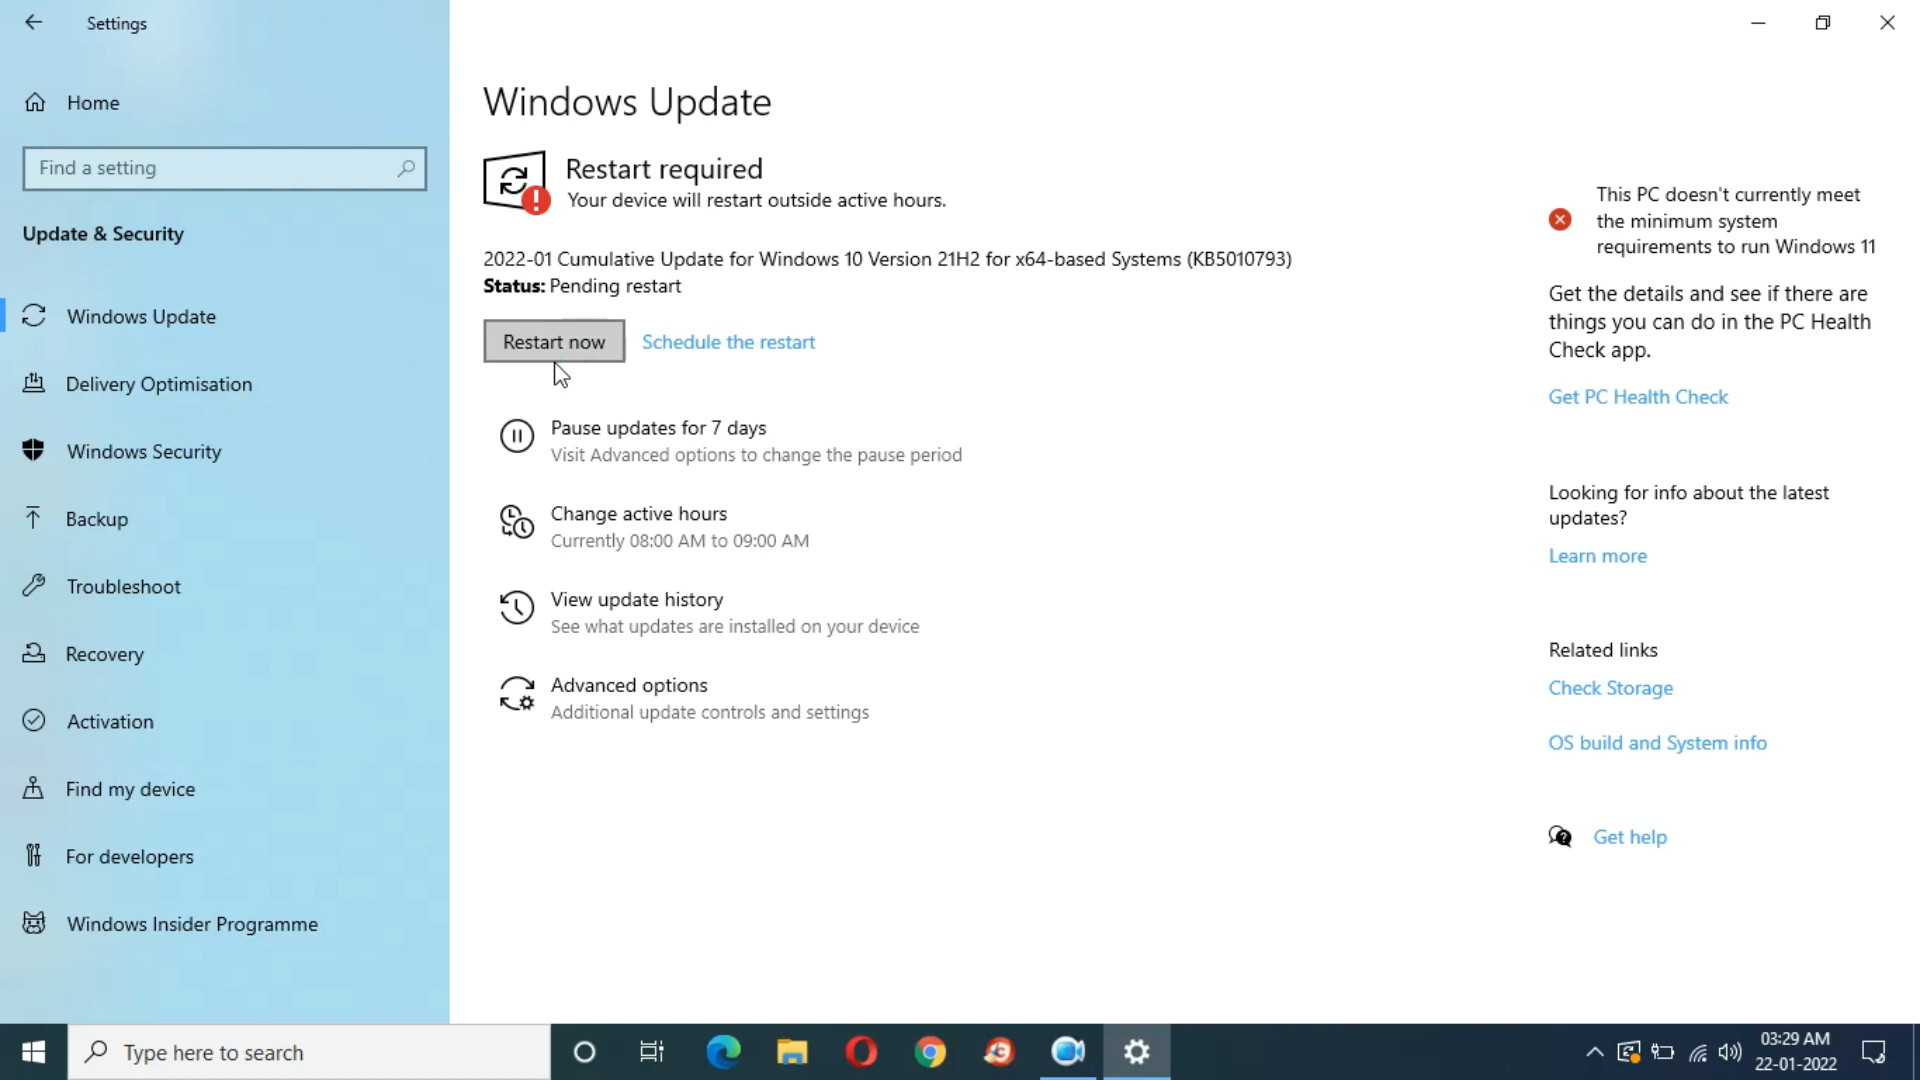 Settings
Home
Find a setting
Update & Security
Windows Update
Delivery Optimisation
Windows Security
Backup
Troubleshoot
Recovery
Activation
Find my device
For developers
Windows Insider Programme
Windows Update
Restart required
Your device will restart outside active hours.
2022-01 Cumulative Update for Windows 10 Version 21H2 for x64-based Systems (KB5010793)
Status: Pending restart
Restart now
Schedule the restart
Pause updates for 7 days
Visit Advanced options to change the pause period
Change active hours
Currently 08:00 AM to 09:00 AM
View update history
See what updates are installed on your device
Advanced options
Additional update controls and settings
This PC doesn't currently meet
the minimum system
requirements to run Windows 11
Get the details and see if there are
things you can do in the PC Health
Check app.
Get PC Health Check
Looking for info about the latest
updates?
Learn more
Related links
Check Storage
OS build and System info
Get help
Type here to search
03:29 AM
22-01-2022